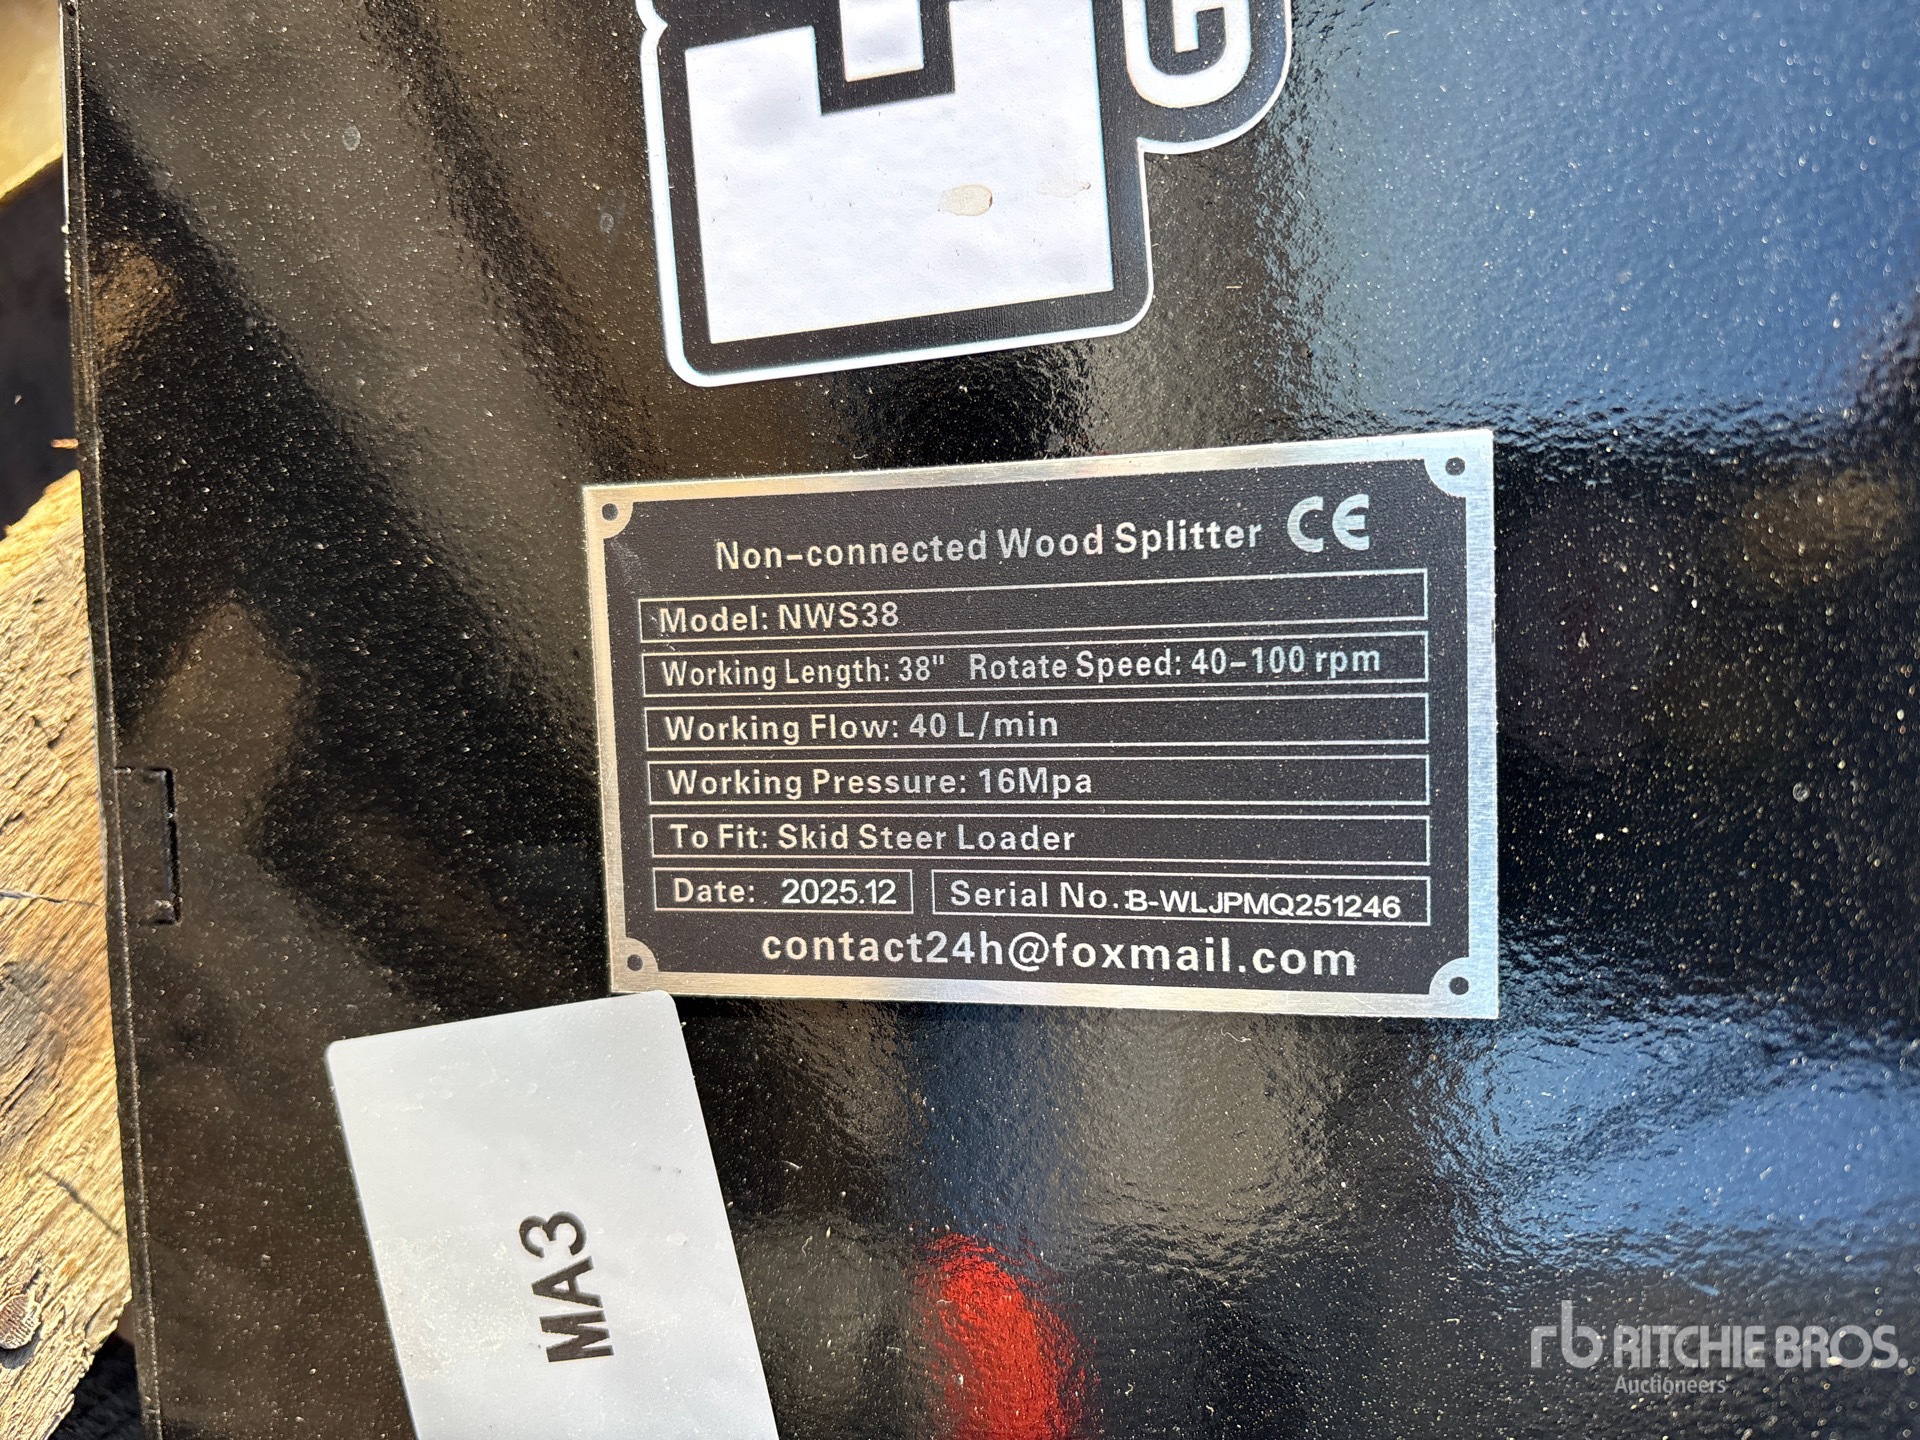 Non-connected Wood Splitter CE
Model: NWS38
Working Length: 38" Rotate Speed: 40-100 rpm
Working Flow: 40 L/min
Working Pressure: 16Mpa
To Fit: Skid Steer Loader
Date: 2025.12 Serial No.: B-WLJPMQ251246
contact24h@foxmail.com
MA3
rb RITCHIE BROS.
Auctioneers